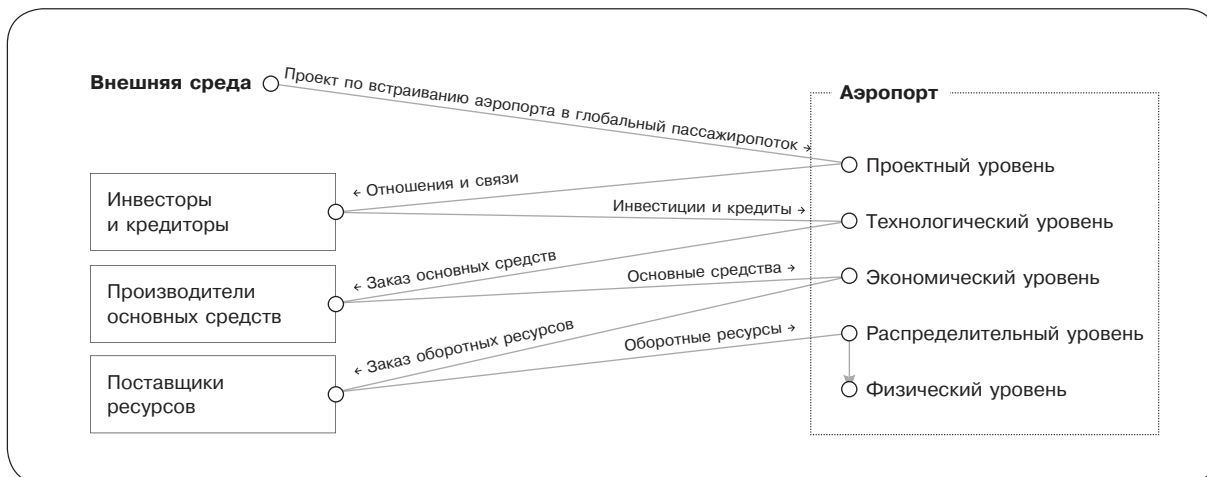 Внешняя среда
Проект по встраиванию аэропорта в глобальный пассажиропоток →
Аэропорт
Проектный уровень
← Отношения и связи
Инвесторы
и кредиторы
Инвестиции и кредиты →
Технологический уровень
← Заказ основных средств
Основные средства →
Экономический уровень
Производители
основных средств
← Заказ оборотных ресурсов
Оборотные ресурсы →
Распределительный уровень
Поставщики
ресурсов
Физический уровень